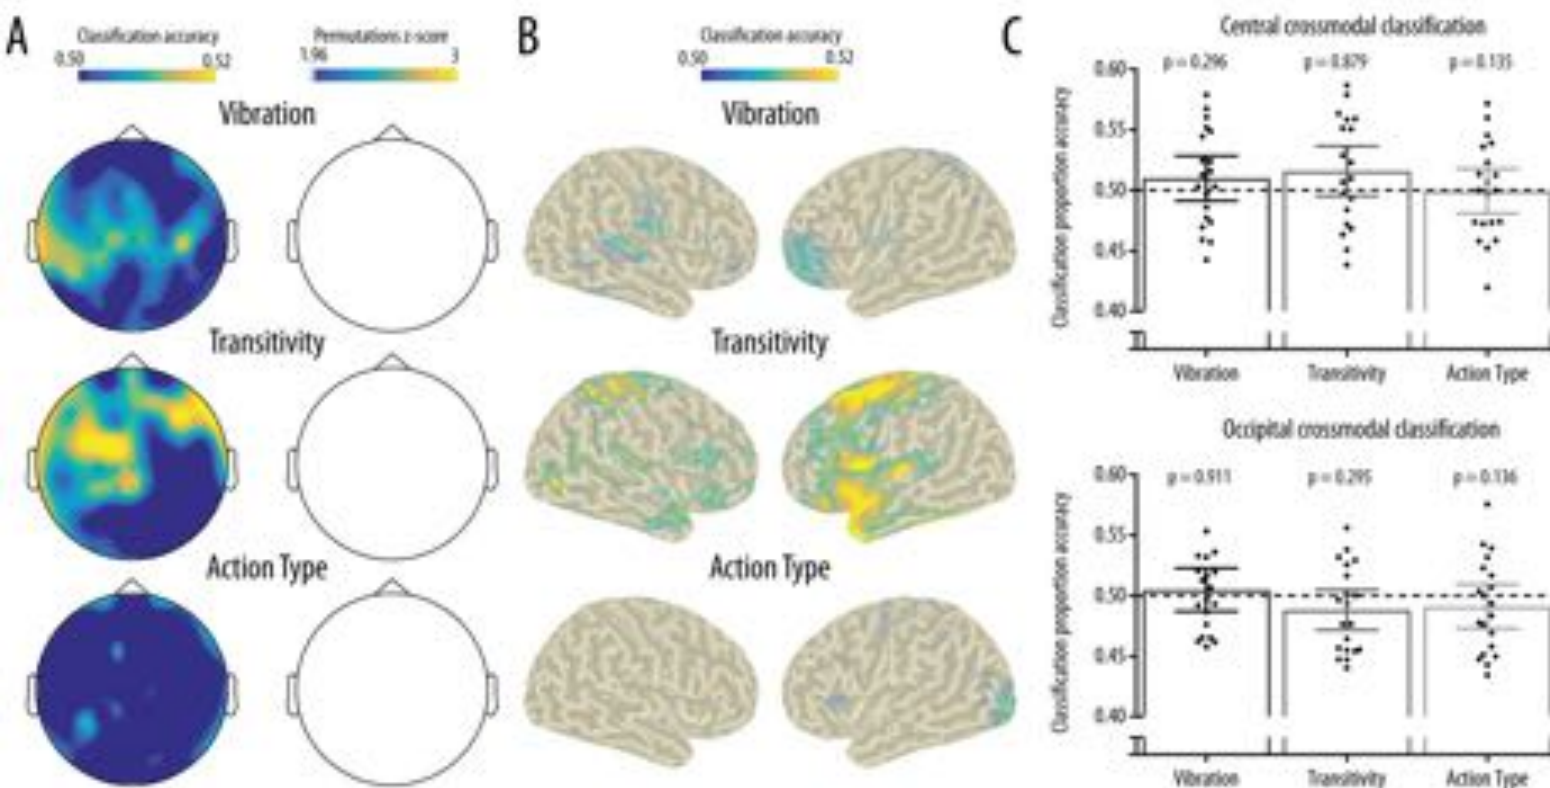 A
Classification accuracy
0.50 0.52
Permutations z-score
1.96 3
Vibration
Transitivity
Action Type
B
Classification accuracy
0.50 0.52
Vibration
Transitivity
Action Type
C
Central crossmodal classification
p = 0.296 p = 0.879 p = 0.135
Classification proportion accuracy
0.60
0.55
0.50
0.45
0.40
Vibration Transitivity Action Type
Occipital crossmodal classification
p = 0.911 p = 0.295 p = 0.136
Classification proportion accuracy
0.60
0.55
0.50
0.45
0.40
Vibration Transitivity Action Type